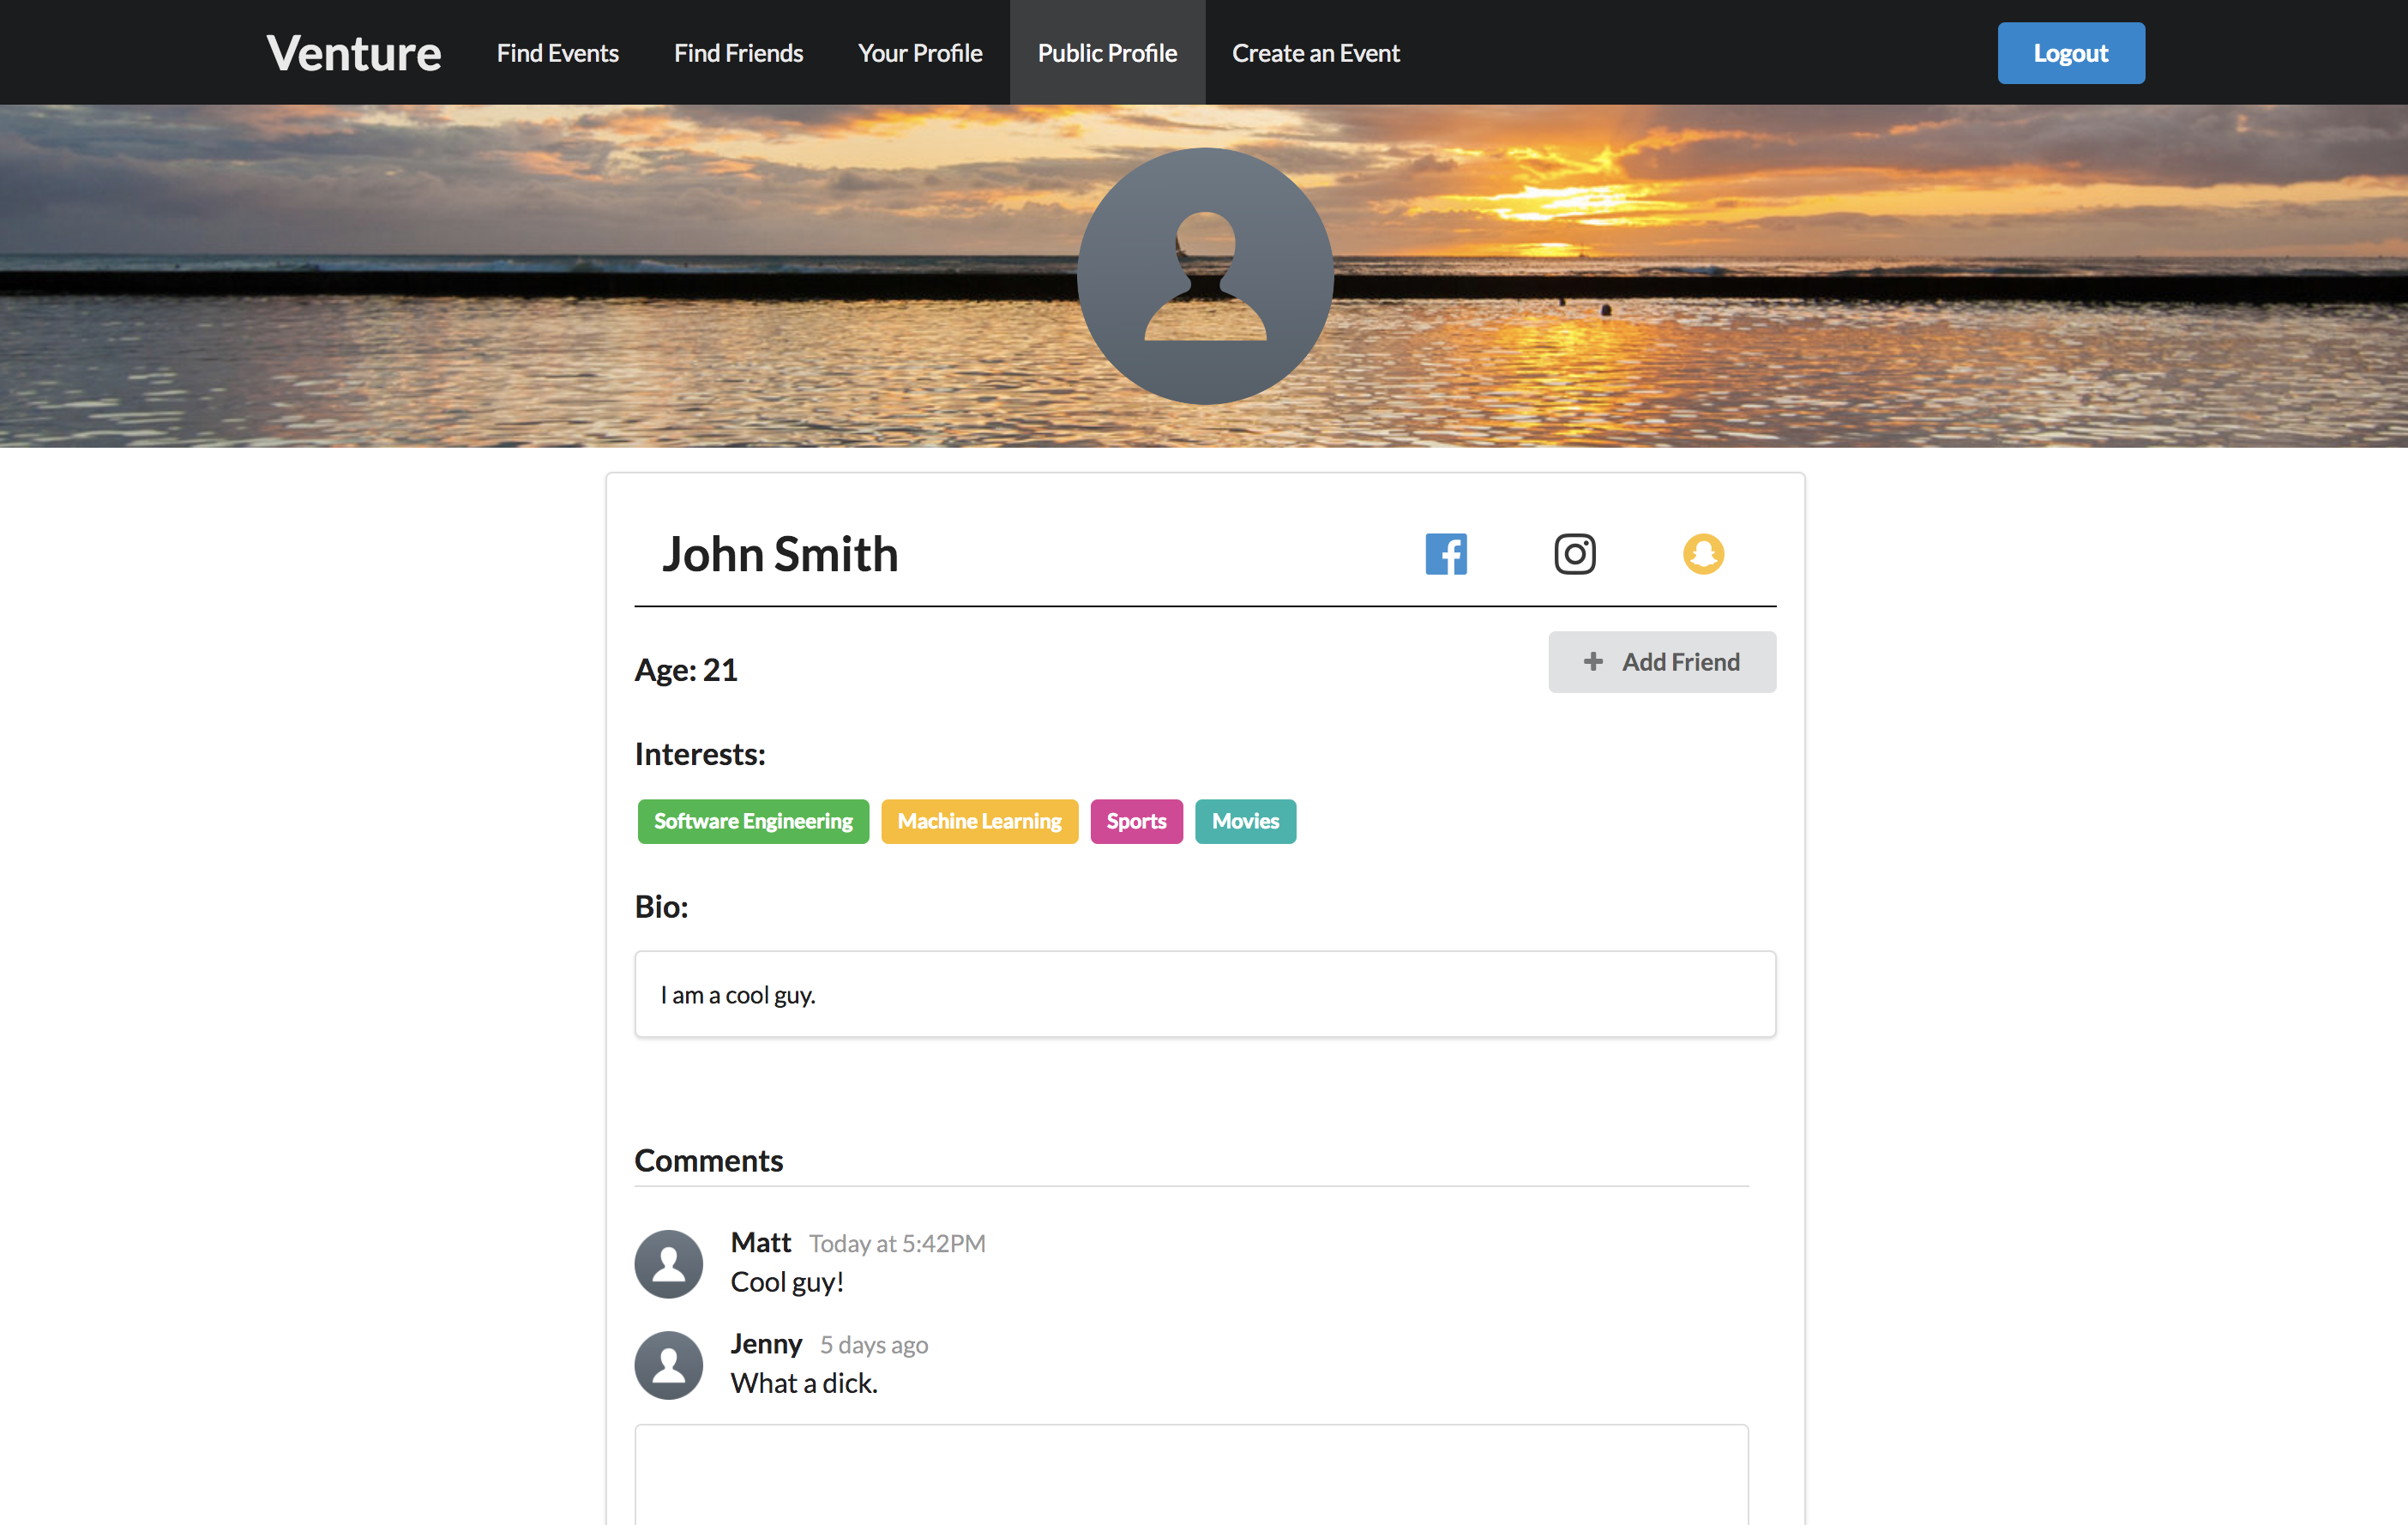 Venture Find Events Find Friends Your Profile Public Profile Create an Event Logout
John Smith
Age: 21
Add Friend
Interests:
Software Engineering Machine Learning Sports Movies
Bio:
I am a cool guy.
Comments
Matt Today at 5:42PM
Cool guy!
Jenny 5 days ago
What a dick.